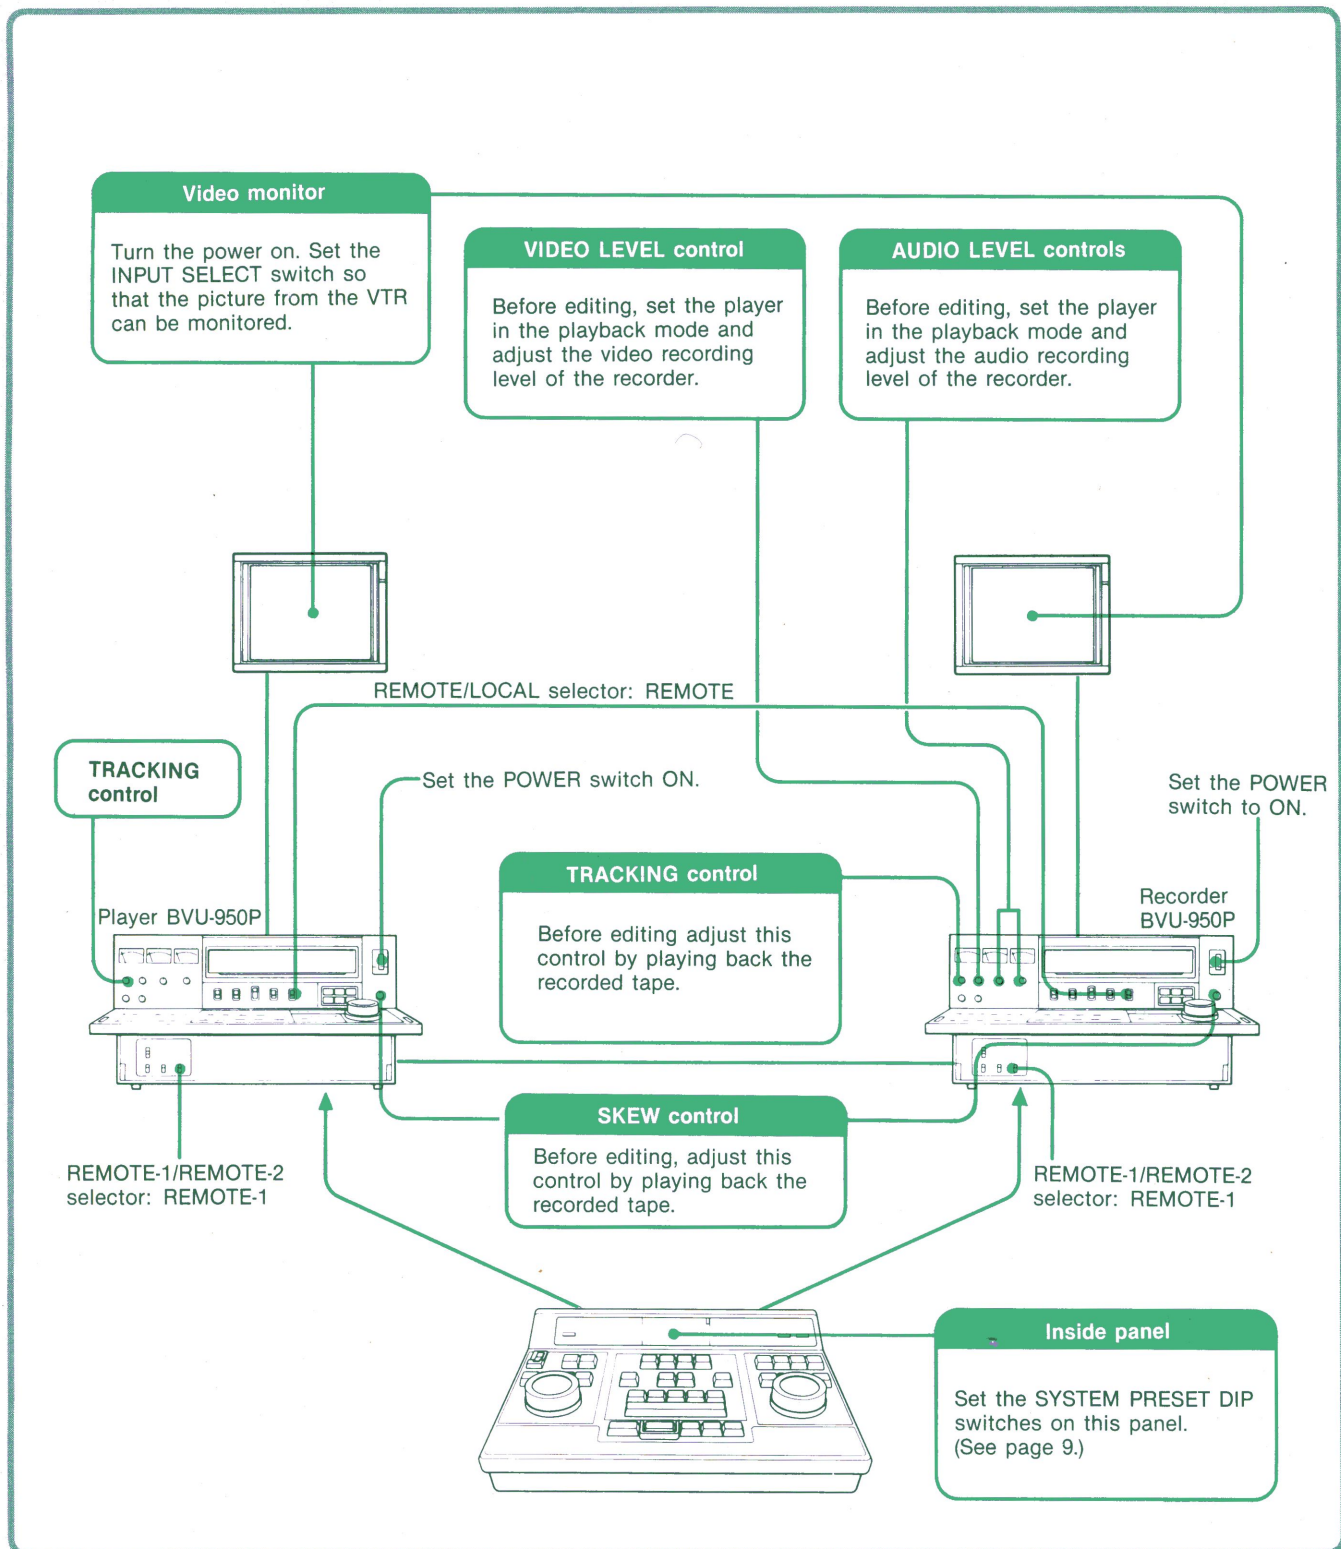 Video monitor
Turn the power on. Set the
INPUT SELECT switch so
that the picture from the VTR
can be monitored.
VIDEO LEVEL control
Before editing, set the player
in the playback mode and
adjust the video recording
level of the recorder.
AUDIO LEVEL controls
Before editing, set the player
in the playback mode and
adjust the audio recording
level of the recorder.
REMOTE/LOCAL selector: REMOTE
TRACKING
control
Set the POWER switch ON.
Set the POWER
switch to ON.
TRACKING control
Before editing adjust this
control by playing back the
recorded tape.
Player BVU-950P
Recorder
BVU-950P
SKEW control
Before editing, adjust this
control by playing back the
recorded tape.
REMOTE-1/REMOTE-2
selector: REMOTE-1
REMOTE-1/REMOTE-2
selector: REMOTE-1
Inside panel
Set the SYSTEM PRESET DIP
switches on this panel.
(See page 9.)